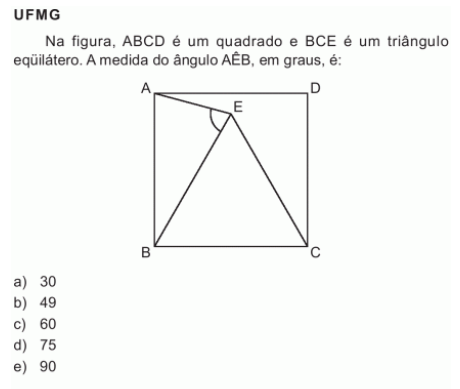 UFMG
Na figura, ABCD é um quadrado e BCE é um triângulo
eqüilátero. A medida do ângulo AÊB, em graus, é:
A
D
E
B
C
a) 30
b) 49
c) 60
d) 75
e) 90